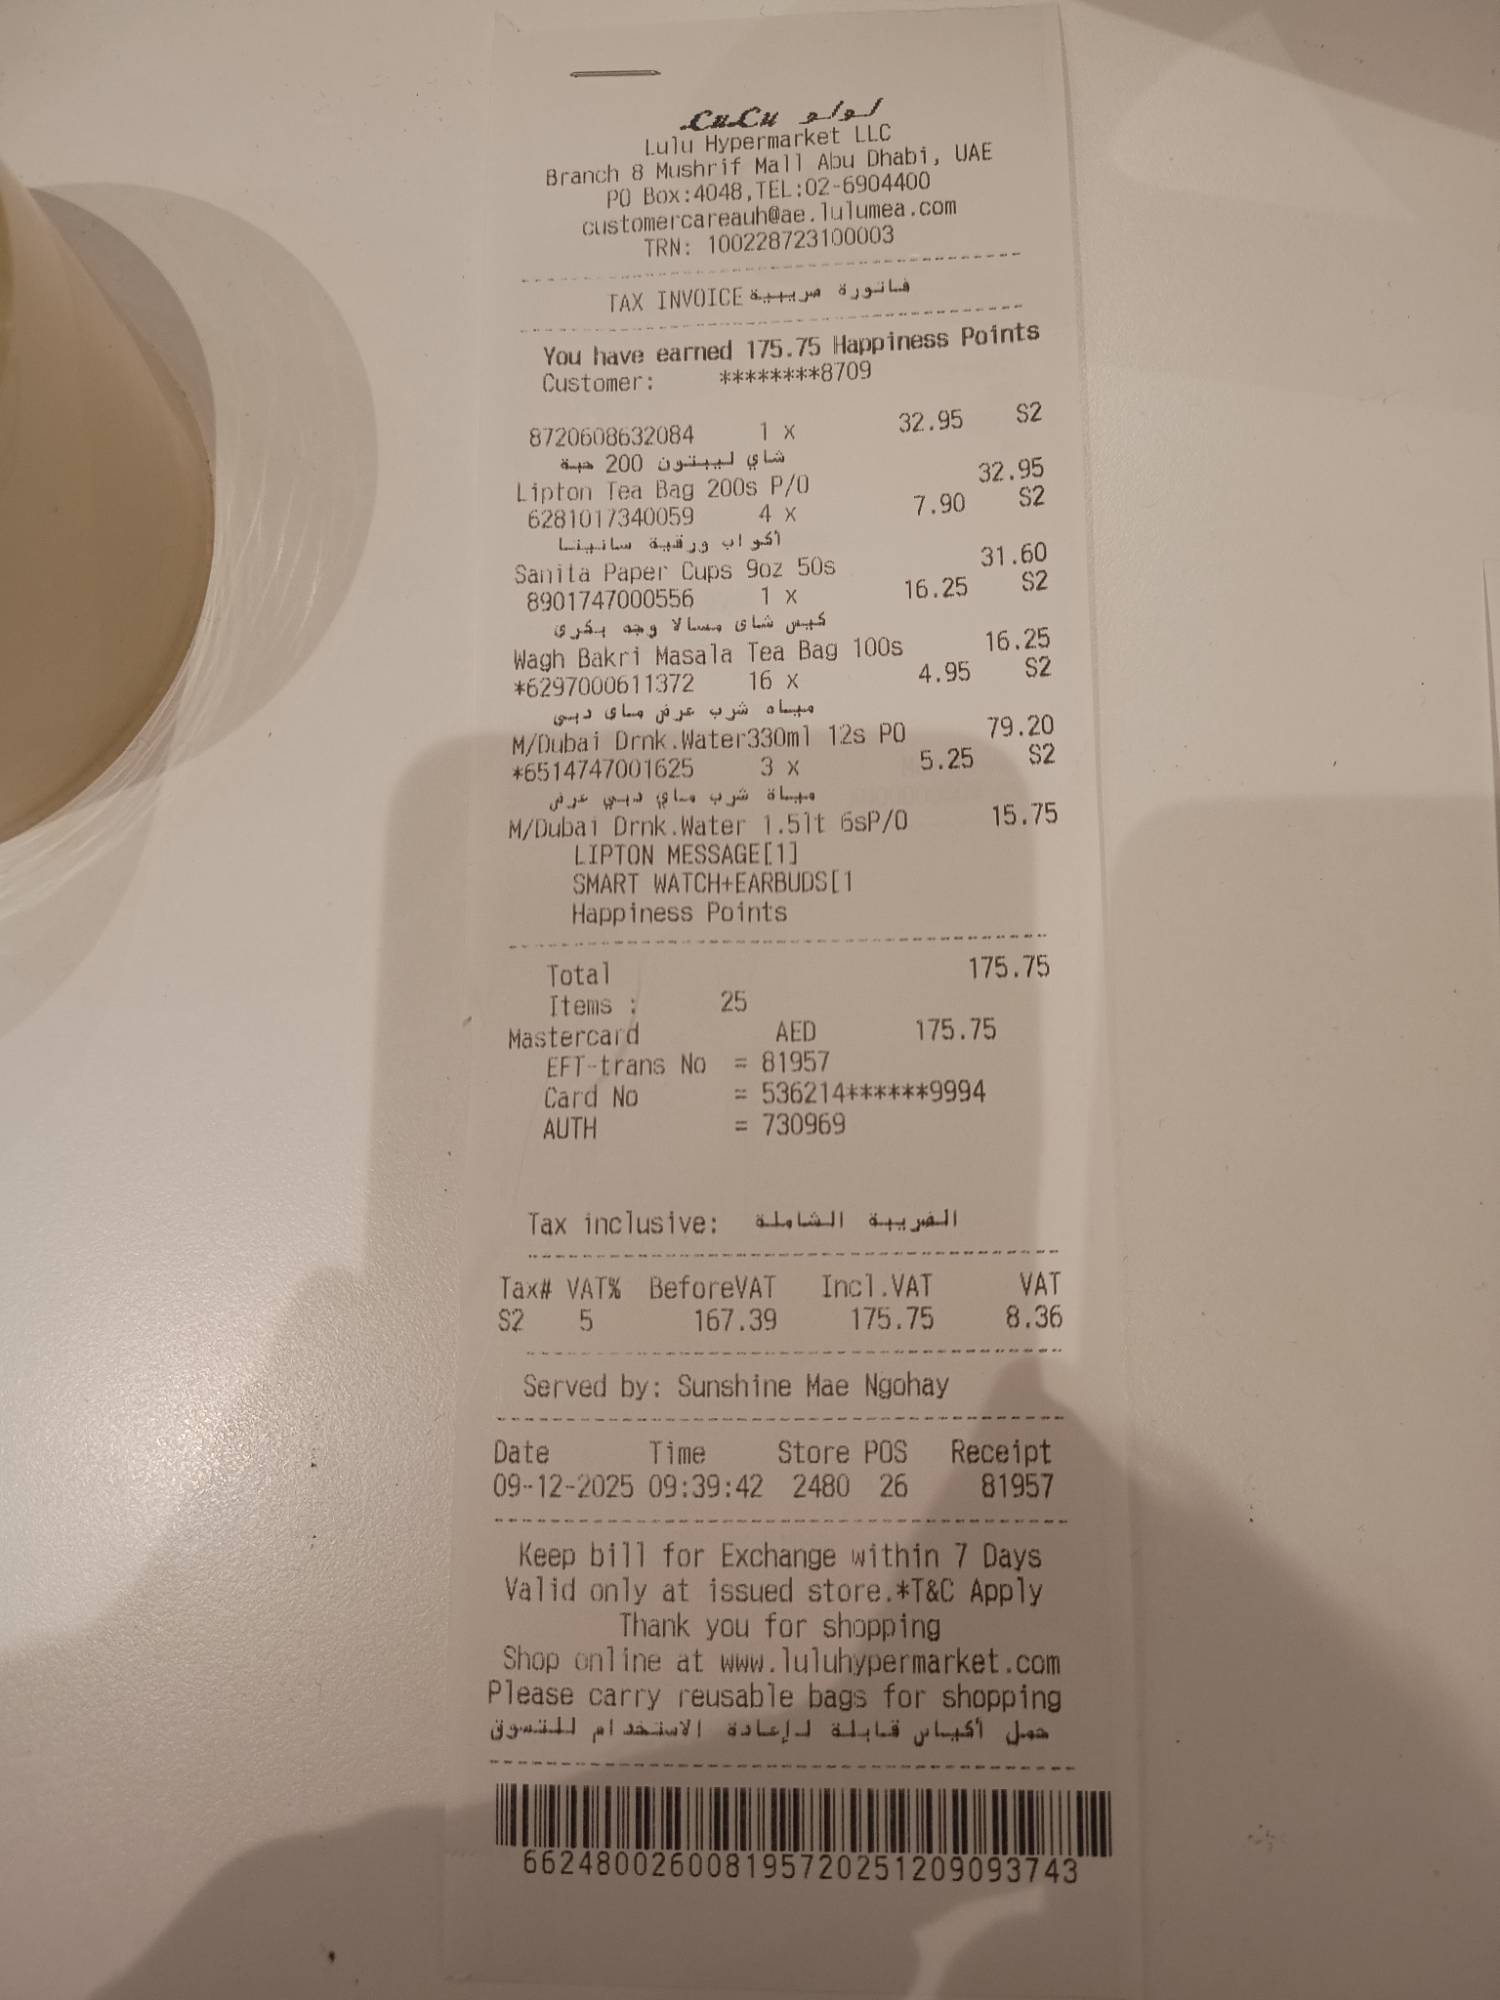 LuLu لولو
Lulu Hypermarket LLC
Branch 8 Mushrif Mall Abu Dhabi, UAE
PO Box:4048,TEL:02-6904400
customercareauh@ae.lulumea.com
TRN: 100228723100003
TAX INVOICE فاتورة ضريبية
You have earned 175.75 Happiness Points
Customer: ********8709
8720608632084 1 x 32.95 S2
شاي ليبتون 200 حبة
Lipton Tea Bag 200s P/O 32.95
6281017340059 4 x 7.90 S2
أكواب ورقية سانيتا
Sanita Paper Cups 9oz 50s 31.60
8901747000556 1 x 16.25 S2
كيس شاى مسالا وجه بكرى
Wagh Bakri Masala Tea Bag 100s 16.25
*6297000611372 16 x 4.95 S2
مياه شرب عرض ماى دبى
M/Dubai Drnk.Water330ml 12s PO 79.20
*6514747001625 3 x 5.25 S2
مياة شرب ماي دبي عرض
M/Dubai Drnk.Water 1.5lt 6sP/O 15.75
LIPTON MESSAGE[1]
SMART WATCH+EARBUDS[1
Happiness Points
Total 175.75
Items : 25
Mastercard AED 175.75
EFT-trans No = 81957
Card No = 536214******9994
AUTH = 730969
Tax inclusive: الضريبة الشاملة
Tax# VAT% BeforeVAT Incl.VAT VAT
S2 5 167.39 175.75 8.36
Served by: Sunshine Mae Ngohay
Date Time Store POS Receipt
09-12-2025 09:39:42 2480 26 81957
Keep bill for Exchange within 7 Days
Valid only at issued store.*T&C Apply
Thank you for shopping
Shop online at www.luluhypermarket.com
Please carry reusable bags for shopping
حمل أكياس قابلة لإعادة الاستخدام للتسوق
662480026008195720251209093743